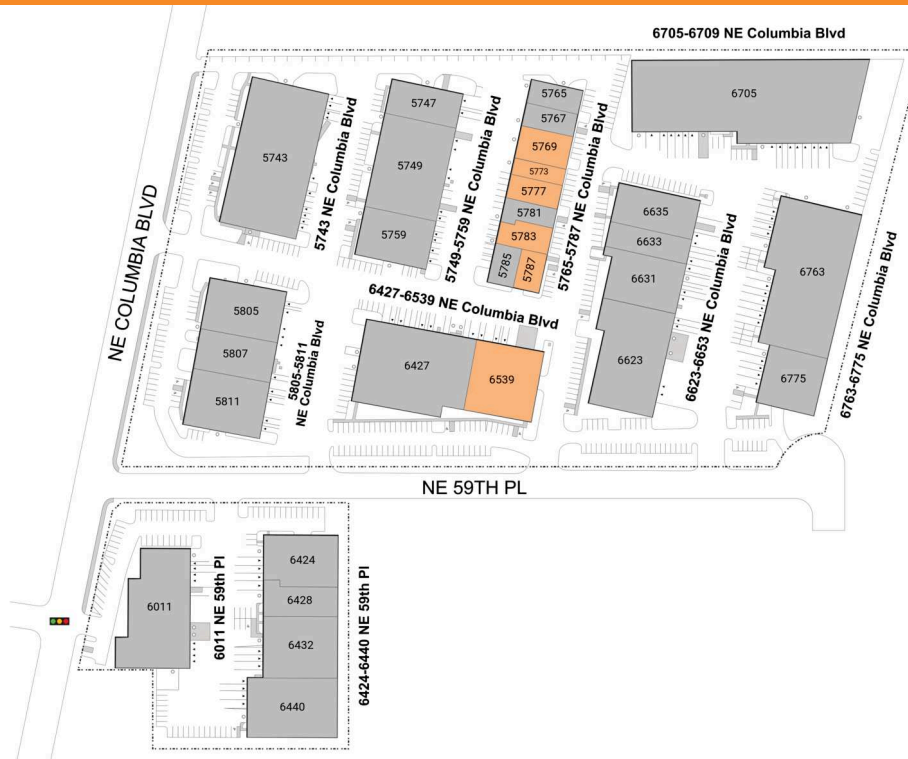 6705-6709 NE Columbia Blvd
6705
5765
5767
5769
5773
5777
5781
5783
5785
5787
5765-5787 NE Columbia Blvd
5747
5749
5759
5749-5759 NE Columbia Blvd
5743
5743 NE Columbia Blvd
NE COLUMBIA BLVD
6635
6633
6631
6623
6623-6653 NE Columbia Blvd
6763
6775
6763-6775 NE Columbia Blvd
5805
5807
5811
5805-5811
NE Columbia Blvd
6427-6539 NE Columbia Blvd
6427
6539
NE 59TH PL
6011
6011 NE 59th Pl
6424
6428
6432
6440
6424-6440 NE 59th Pl